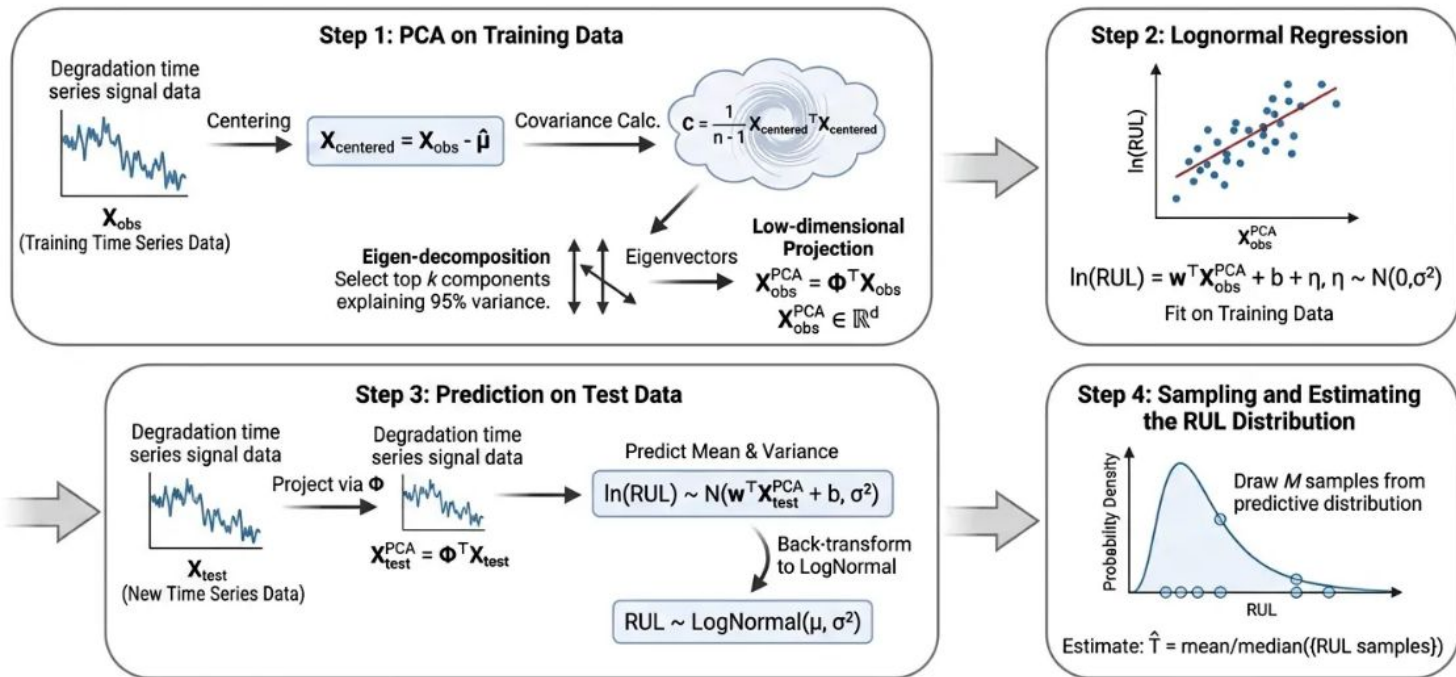 Step 1: PCA on Training Data
Degradation time
series signal data
X_obs
(Training Time Series Data)
Centering
X_centered = X_obs - μ̂
Covariance Calc.
C = 1/(n - 1) X_centered^T X_centered
Eigen-decomposition
Select top k components
explaining 95% variance.
Eigenvectors
Low-dimensional
Projection
X_obs^PCA = Φ^T X_obs
X_obs^PCA ∈ ℝ^d
Step 2: Lognormal Regression
ln(RUL)
X_obs^PCA
ln(RUL) = w^T X_obs^PCA + b + η, η ~ N(0,σ²)
Fit on Training Data
Step 3: Prediction on Test Data
Degradation time
series signal data
X_test
(New Time Series Data)
Project via Φ
Degradation time
series signal data
X_test^PCA = Φ^T X_test
Predict Mean & Variance
ln(RUL) ~ N(w^T X_test^PCA + b, σ²)
Back-transform
to LogNormal
RUL ~ LogNormal(μ, σ²)
Step 4: Sampling and Estimating
the RUL Distribution
Probability Density
Draw M samples from
predictive distribution
RUL
Estimate: T̂ = mean/median({RUL samples})